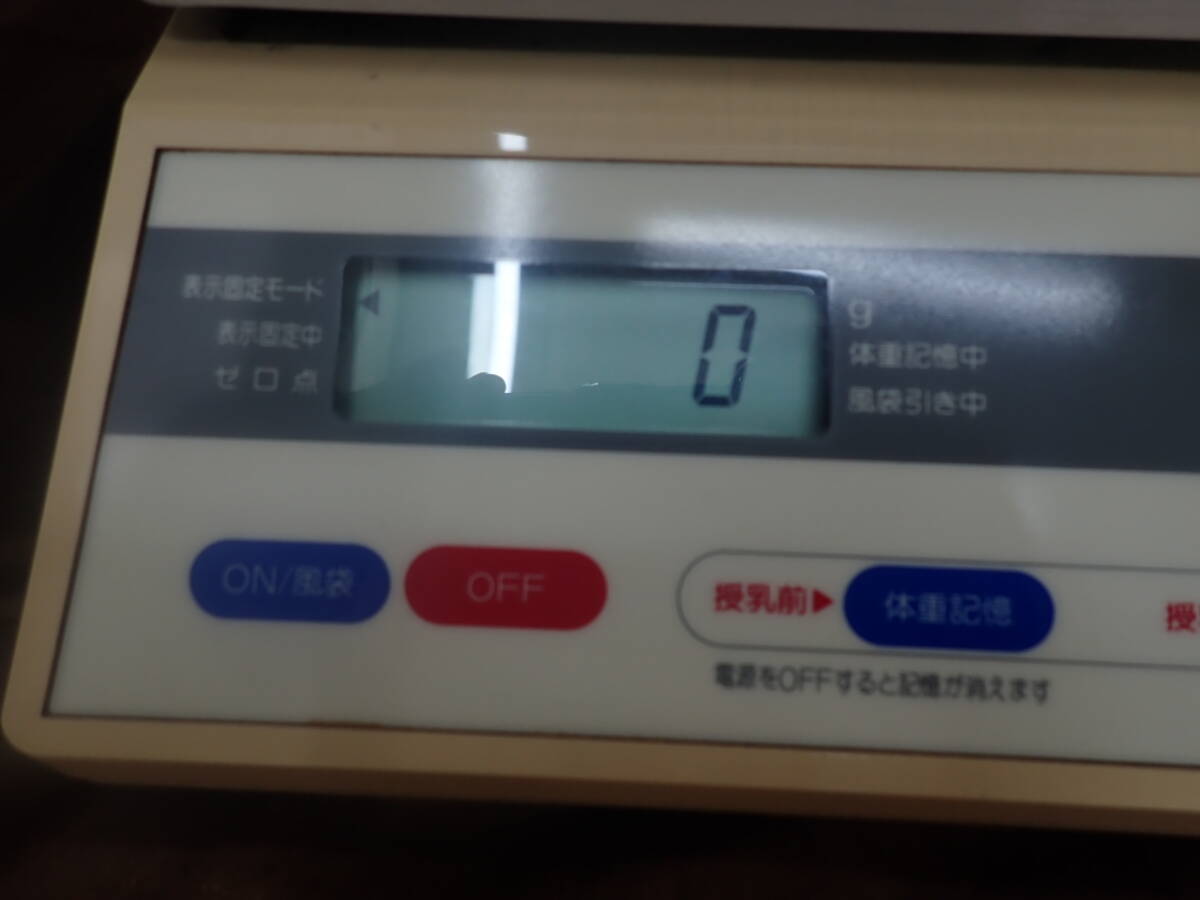 表示固定モード
表示固定中
ゼロ点
0
g
体重記憶中
風袋引き中
ON/風袋
OFF
授乳前▶
体重記憶
授
電源をOFFすると記憶が消えます